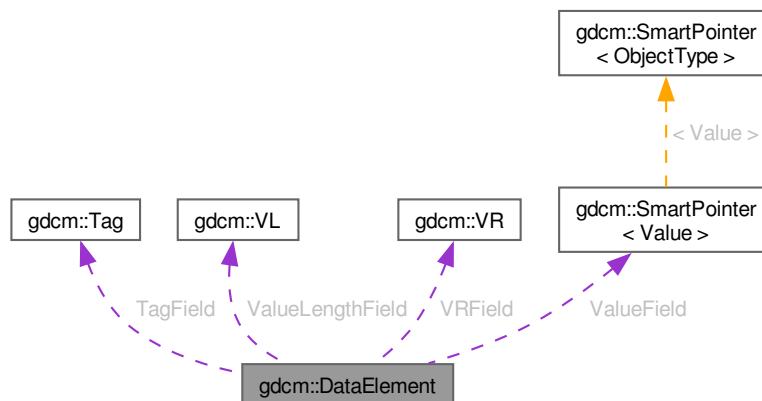 gdcm::SmartPointer
< ObjectType >
< Value >
gdcm::Tag
gdcm::VL
gdcm::VR
gdcm::SmartPointer
< Value >
TagField
ValueLengthField
VRField
ValueField
gdcm::DataElement